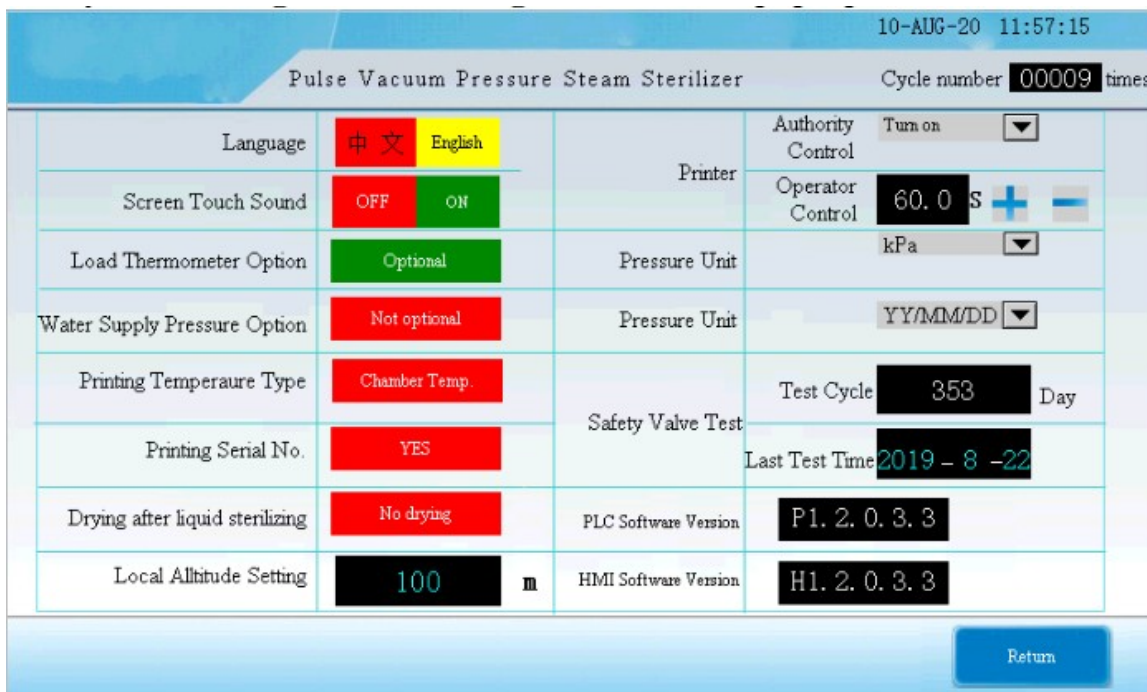 10-AUG-20 11:57:15
Pulse Vacuum Pressure Steam Sterilizer
Cycle number 00009 times
Language 中文 English
Screen Touch Sound OFF ON
Load Thermometer Option Optional
Water Supply Pressure Option Not optional
Printing Temperaure Type Chamber Temp.
Printing Serial No. YES
Drying after liquid sterilizing No drying
Local Alltitude Setting 100 m
Printer
Authority
Control
Turn on
Operator
Control
60.0 S + −
Pressure Unit kPa
Pressure Unit YY/MM/DD
Safety Valve Test
Test Cycle 353 Day
Last Test Time 2019 – 8 –22
PLC Software Version P1.2.0.3.3
HMI Software Version H1.2.0.3.3
Return